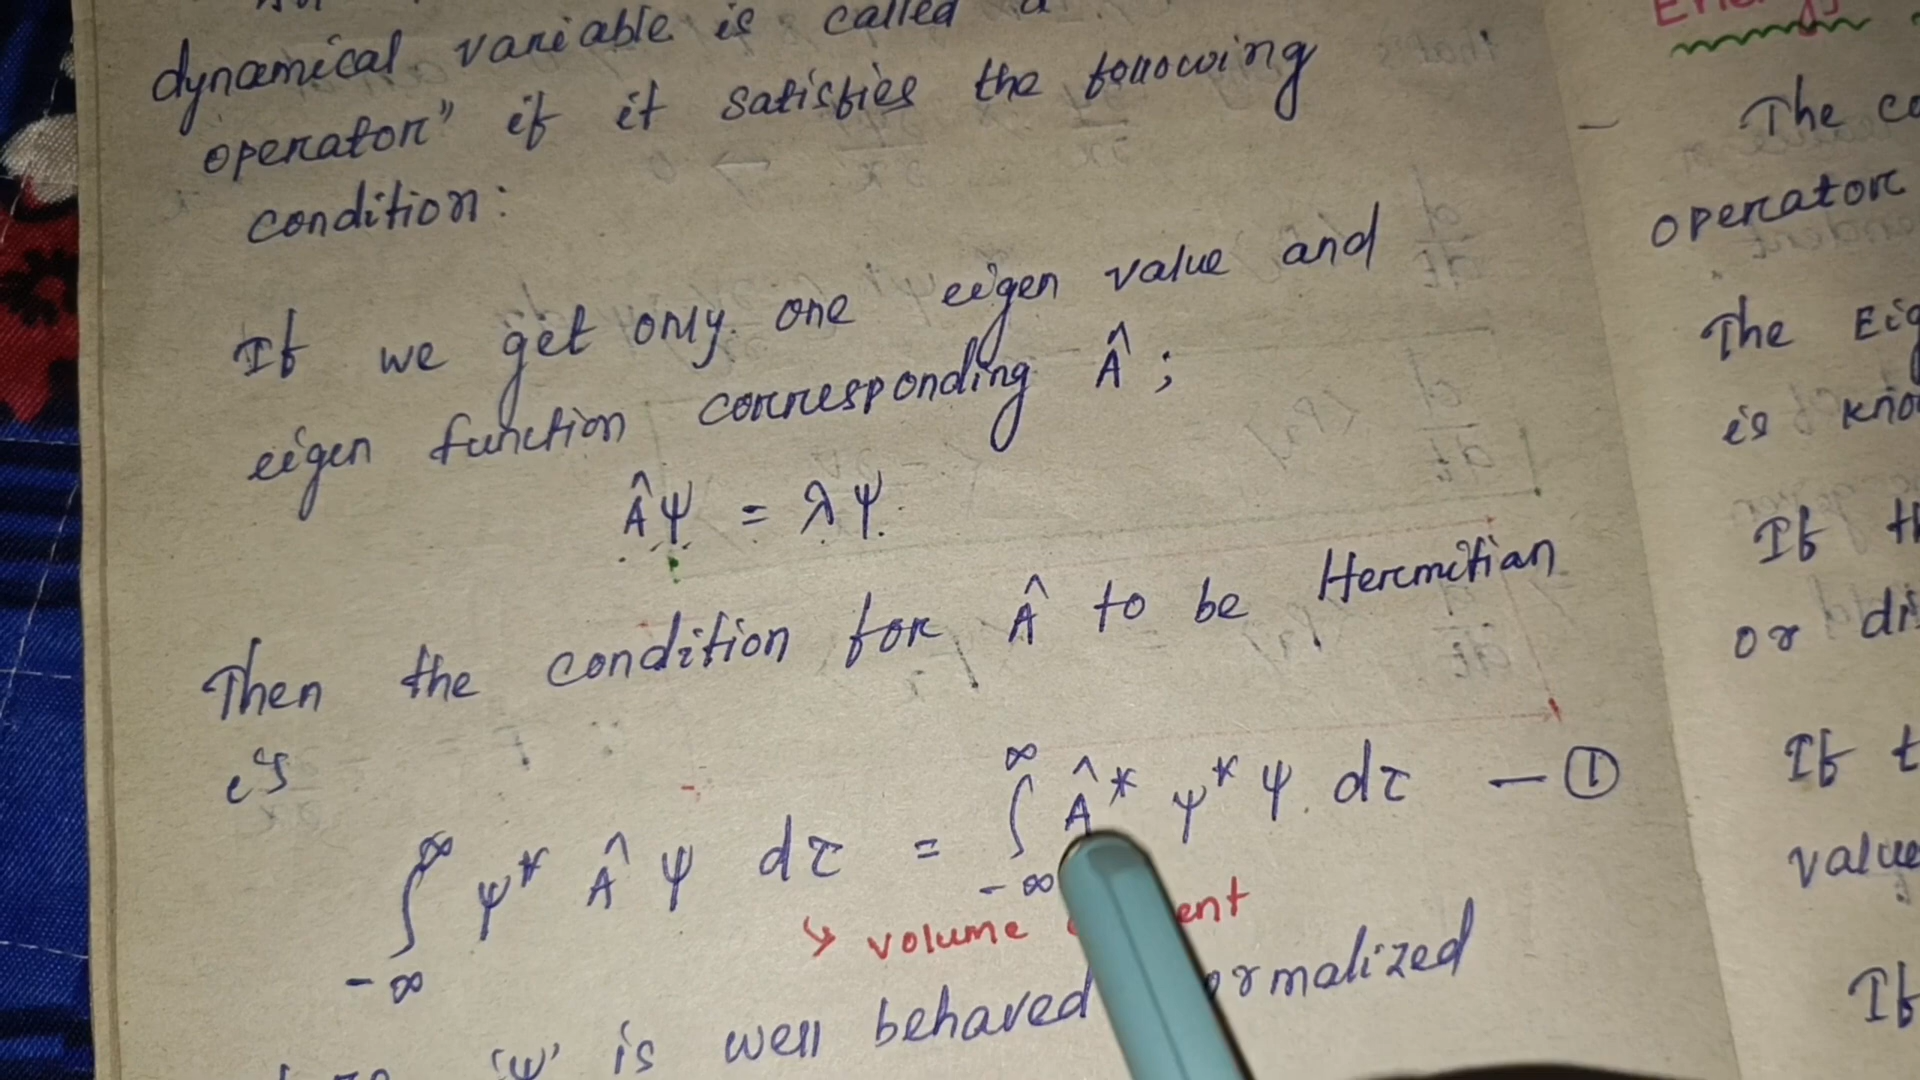 dynamical variable is called a
operator" if it satisfies the following
condition:
If we get only one eigen value and
eigen function corresponding Â ;
Âψ = λψ
Then the condition for Â to be Hermitian
is
∫_{-∞}^{∞} ψ* Â ψ dτ = ∫_{-∞}^{∞} Â* ψ* ψ dτ — ①
↳ volume
'ψ' is well behaved
The
operator
The
is
If
or
If
value
If